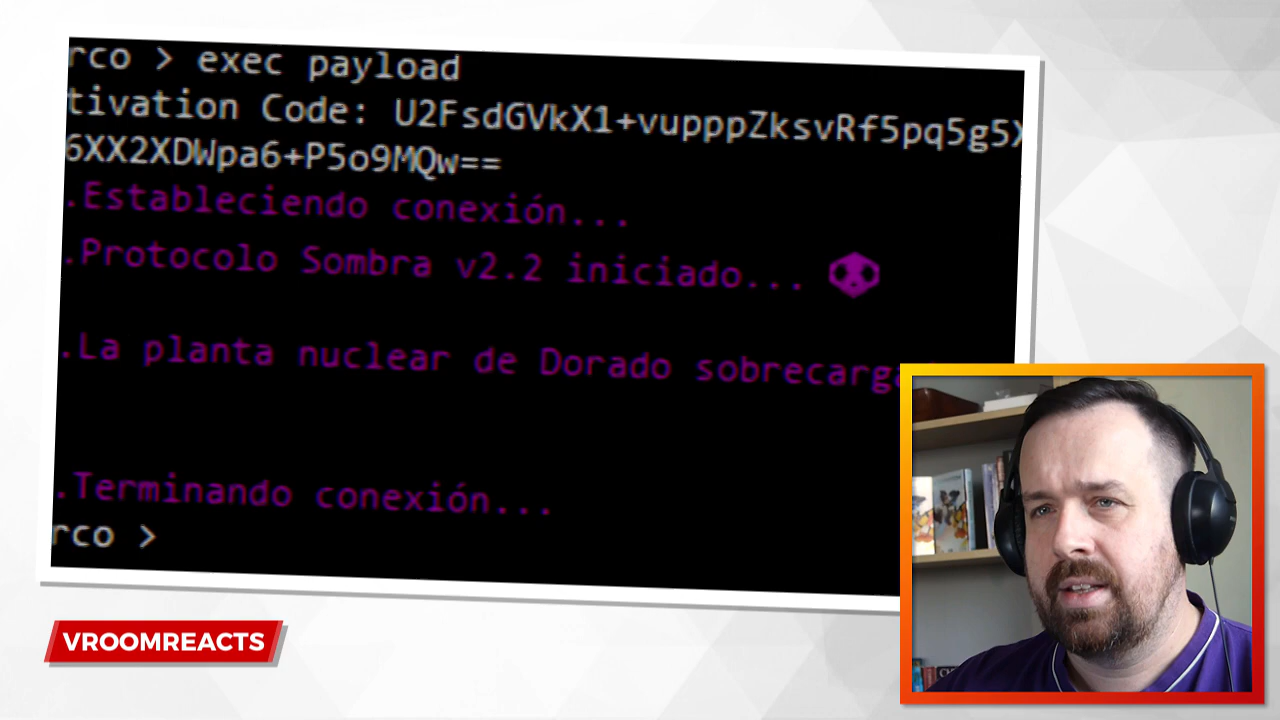 rco > exec payload
tivation Code: U2FsdGVkX1+vupppZksvRf5pq5g5X
6XX2XDWpa6+P5o9MQw==
.Estableciendo conexión...
.Protocolo Sombra v2.2 iniciado...
.La planta nuclear de Dorado sobrecarga
.Terminando conexión...
rco >
VROOMREACTS